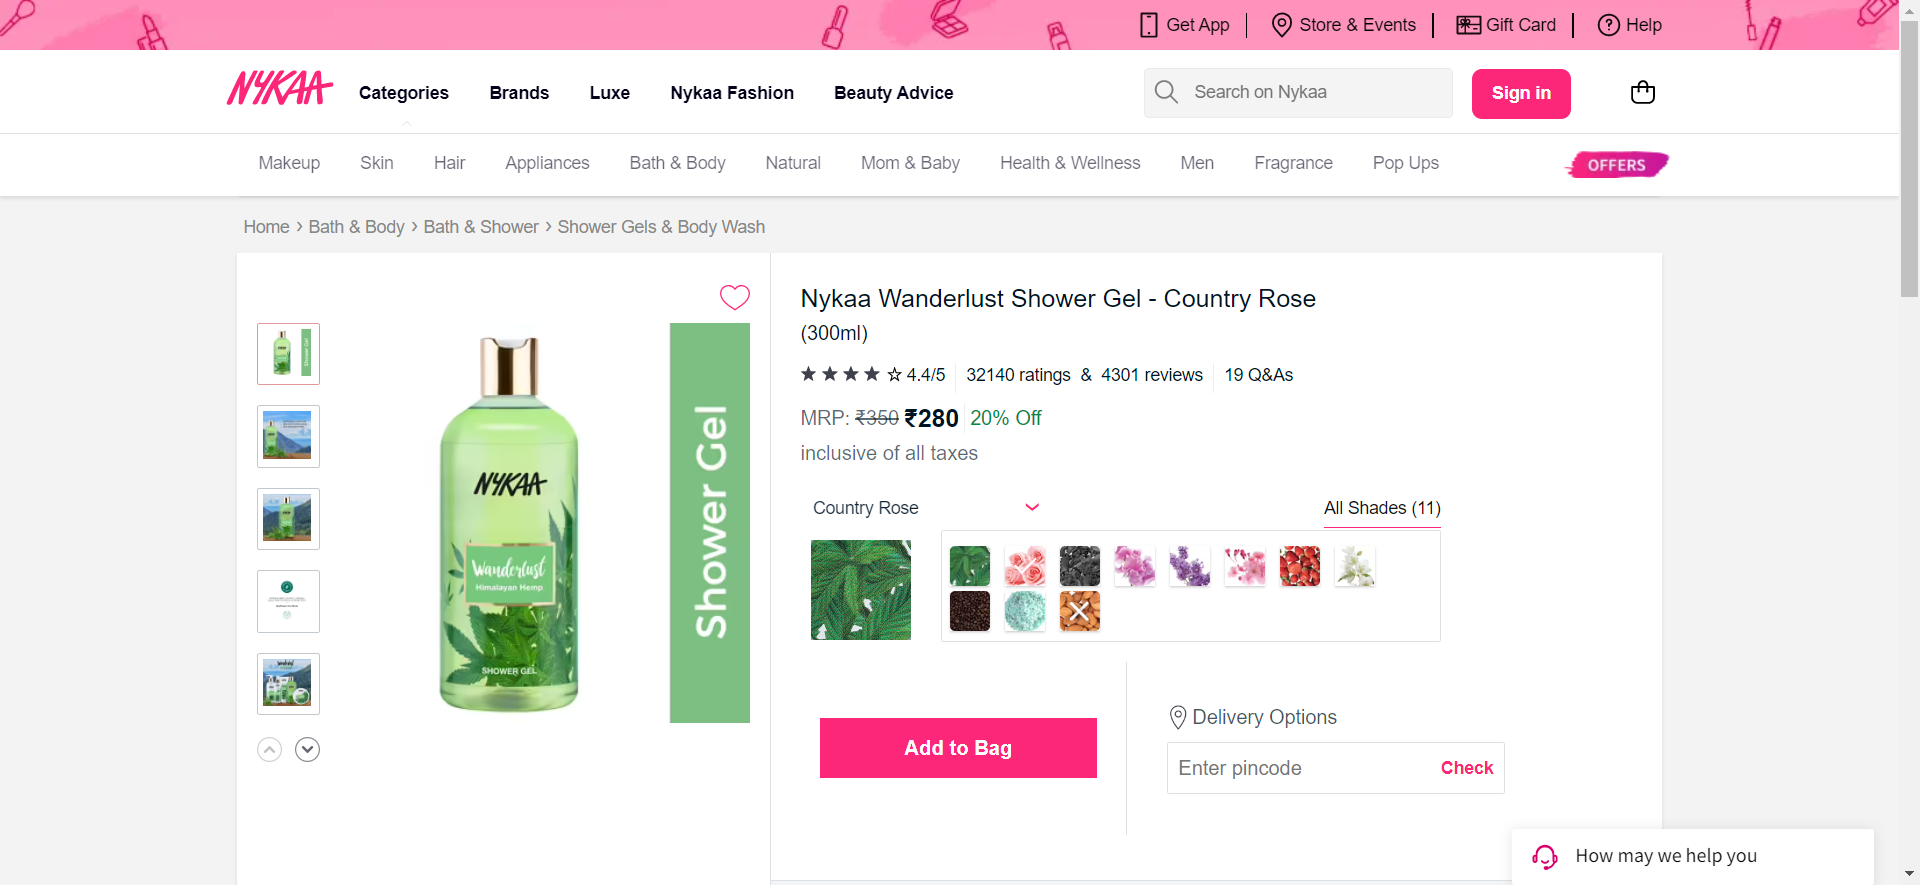 Get App
Store & Events
Gift Card
Help
NYKAA
Categories
Brands
Luxe
Nykaa Fashion
Beauty Advice
Search on Nykaa
Sign in
Makeup
Skin
Hair
Appliances
Bath & Body
Natural
Mom & Baby
Health & Wellness
Men
Fragrance
Pop Ups
OFFERS
Home › Bath & Body › Bath & Shower › Shower Gels & Body Wash
NYKAA
Wanderlust
Himalayan Hemp
SHOWER GEL
Shower Gel
Nykaa Wanderlust Shower Gel - Country Rose
(300ml)
4.4/5
32140 ratings & 4301 reviews
19 Q&As
MRP: ₹350 ₹280 20% Off
inclusive of all taxes
Country Rose
All Shades (11)
Add to Bag
Delivery Options
Enter pincode
Check
How may we help you